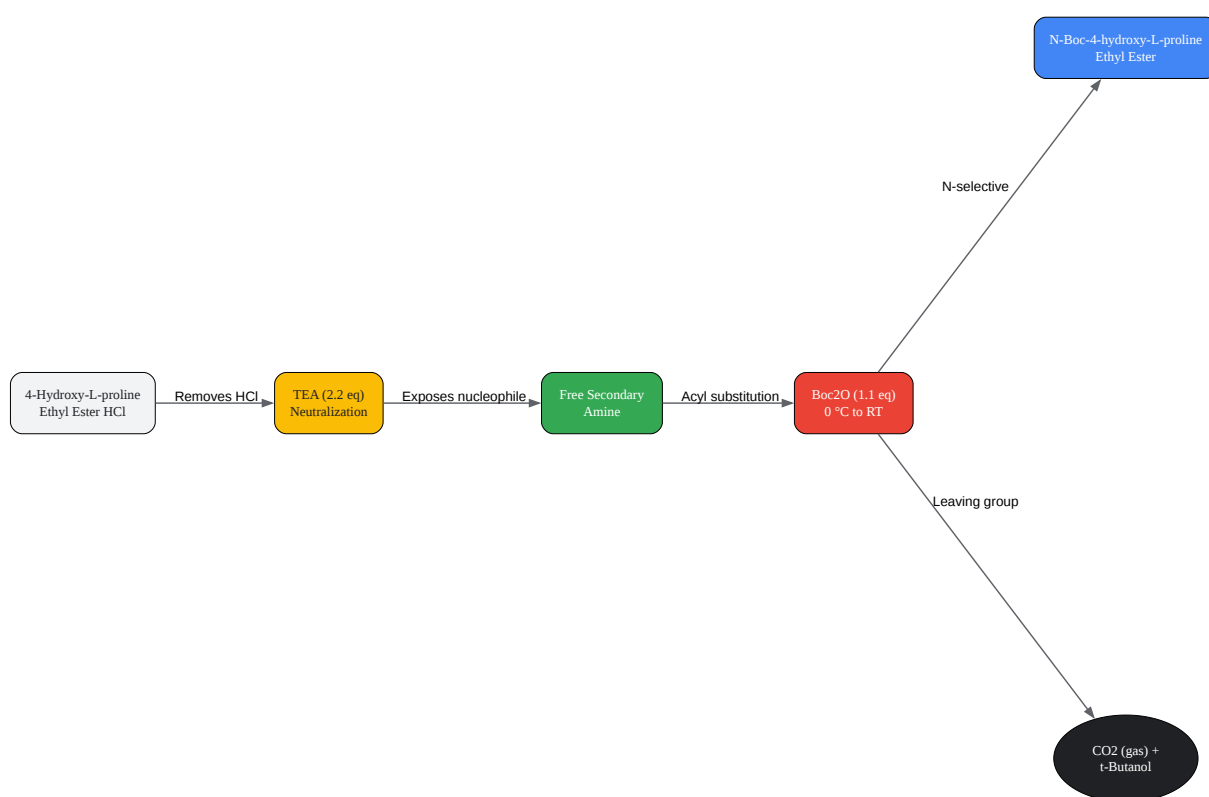 N-Boc-4-hydroxy-L-proline
Ethyl Ester
N-selective
4-Hydroxy-L-proline
Ethyl Ester HCl
Removes HCl
TEA (2.2 eq)
Neutralization
Exposes nucleophile
Free Secondary
Amine
Acyl substitution
Boc2O (1.1 eq)
0 °C to RT
Leaving group
CO2 (gas) +
t-Butanol